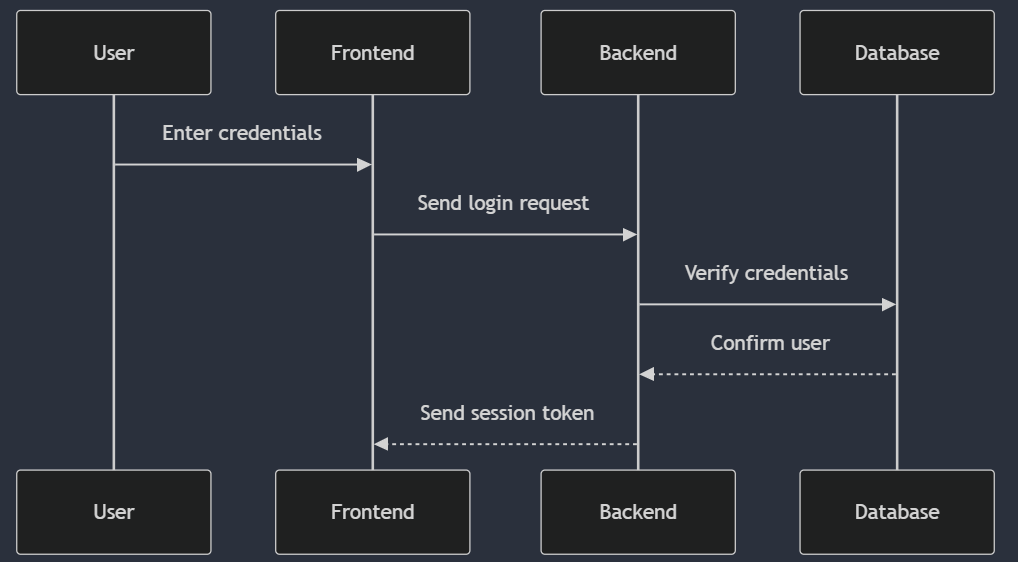 User
Frontend
Backend
Database
Enter credentials
Send login request
Verify credentials
Confirm user
Send session token
User
Frontend
Backend
Database